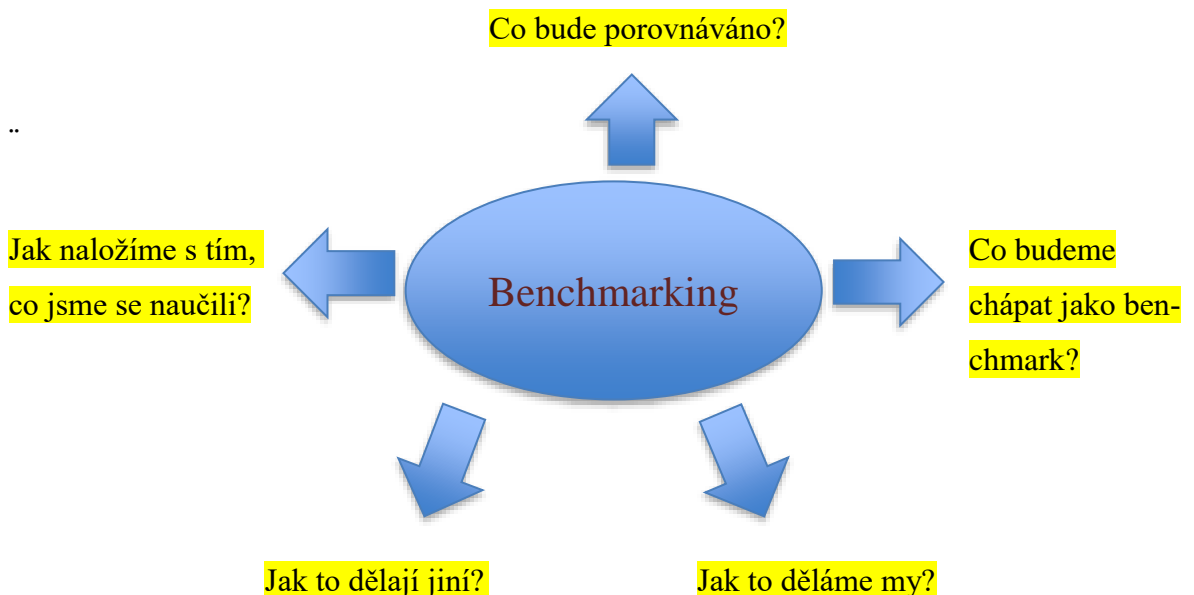 Co bude porovnáváno?
¨
Jak naložíme s tím,
co jsme se naučili?
Benchmarking
Co budeme
chápat jako ben-
chmark?
Jak to dělají jiní?
Jak to děláme my?